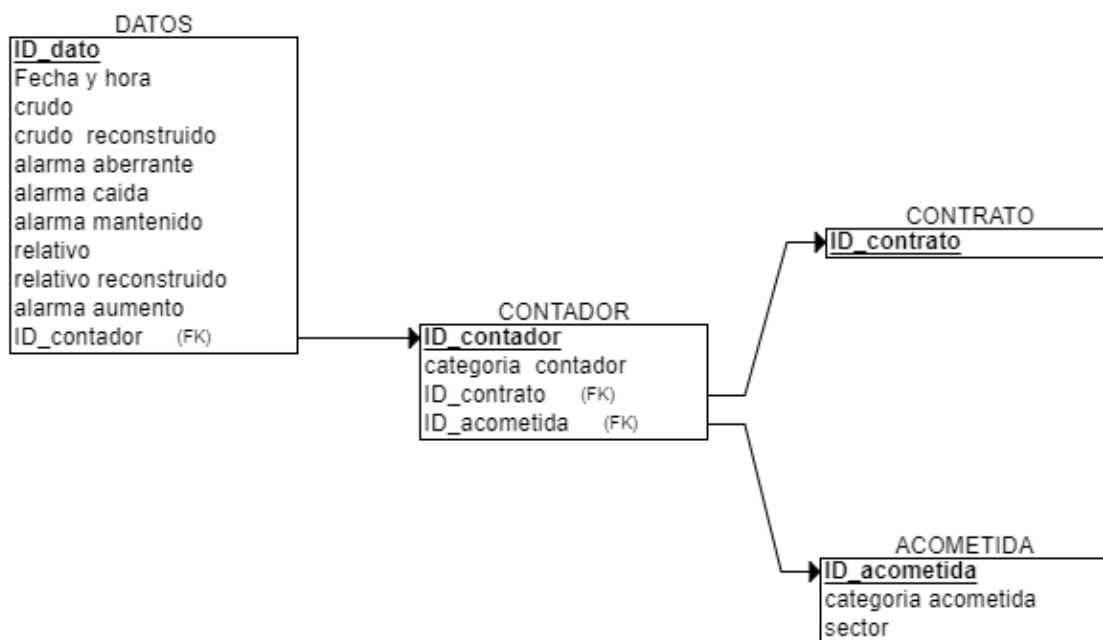 DATOS
ID_dato
Fecha y hora
crudo
crudo reconstruido
alarma aberrante
alarma caida
alarma mantenido
relativo
relativo reconstruido
alarma aumento
ID_contador (FK)
CONTADOR
ID_contador
categoria contador
ID_contrato (FK)
ID_acometida (FK)
CONTRATO
ID_contrato
ACOMETIDA
ID_acometida
categoria acometida
sector